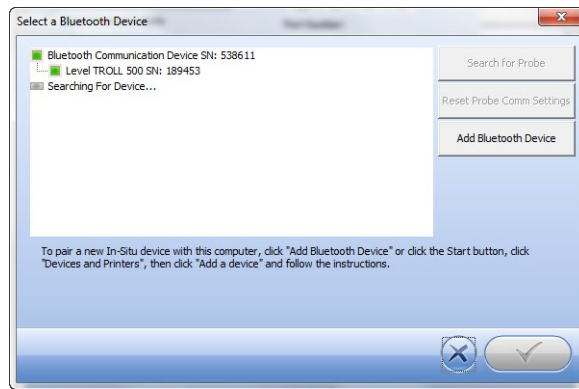 Select a Bluetooth Device
Bluetooth Communication Device SN: 538611
Level TROLL 500 SN: 189453
Searching For Device...
Search for Probe
Reset Probe Comm Settings
Add Bluetooth Device
To pair a new In-Situ device with this computer, click "Add Bluetooth Device" or click the Start button, click
"Devices and Printers", then click "Add a device" and follow the instructions.